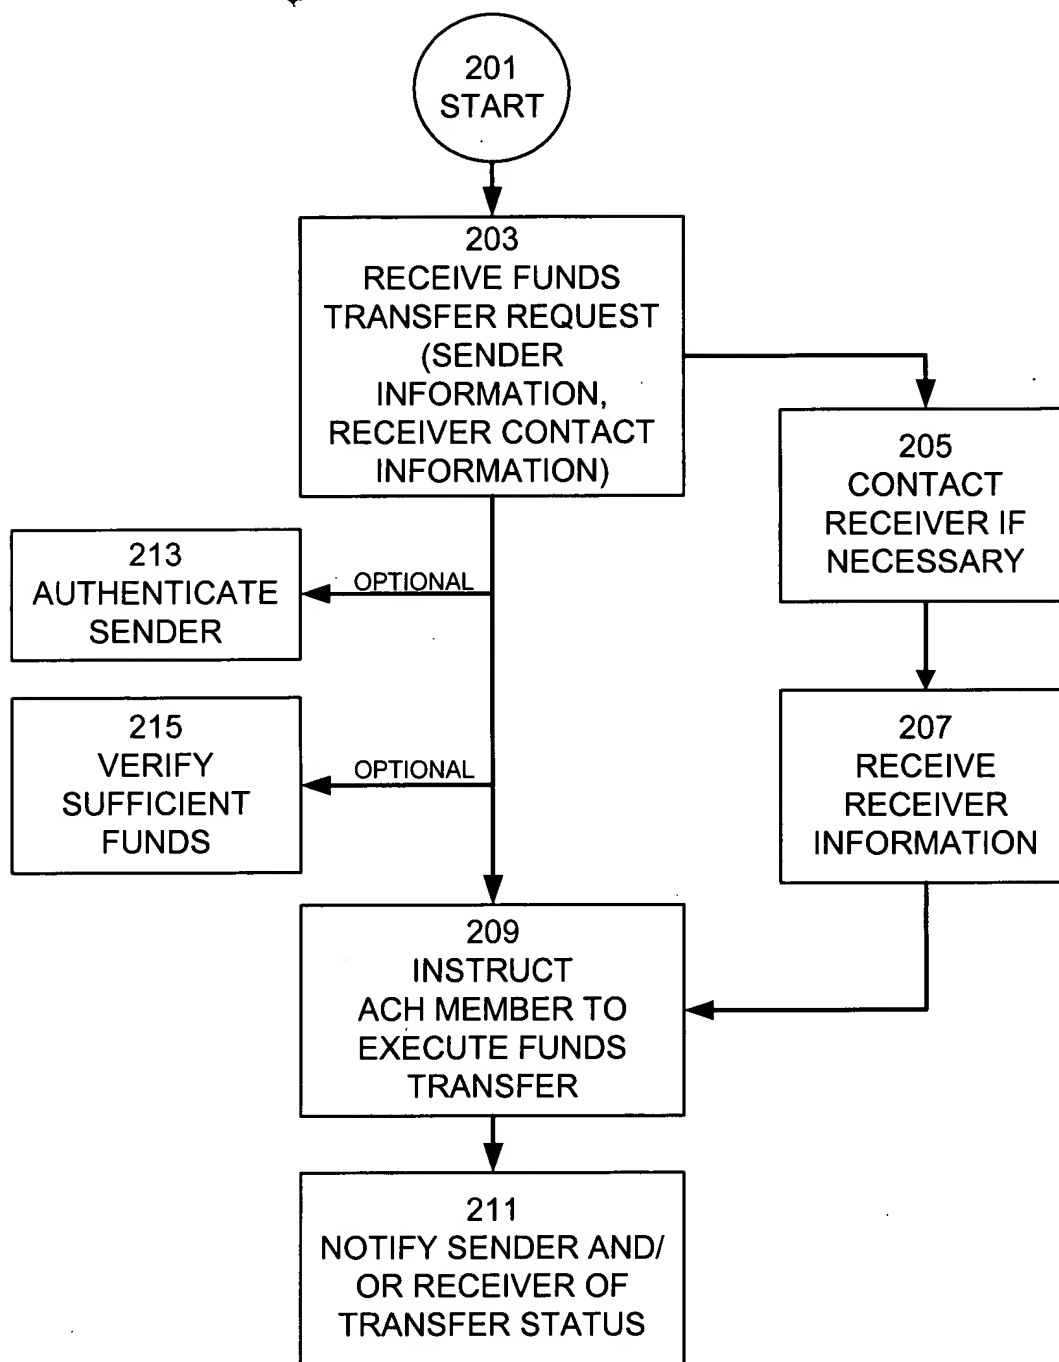 201
START
203
RECEIVE FUNDS
TRANSFER REQUEST
(SENDER
INFORMATION,
RECEIVER CONTACT
INFORMATION)
205
CONTACT
RECEIVER IF
NECESSARY
213
AUTHENTICATE
SENDER
OPTIONAL
215
VERIFY
SUFFICIENT
FUNDS
OPTIONAL
207
RECEIVE
RECEIVER
INFORMATION
209
INSTRUCT
ACH MEMBER TO
EXECUTE FUNDS
TRANSFER
211
NOTIFY SENDER AND/
OR RECEIVER OF
TRANSFER STATUS